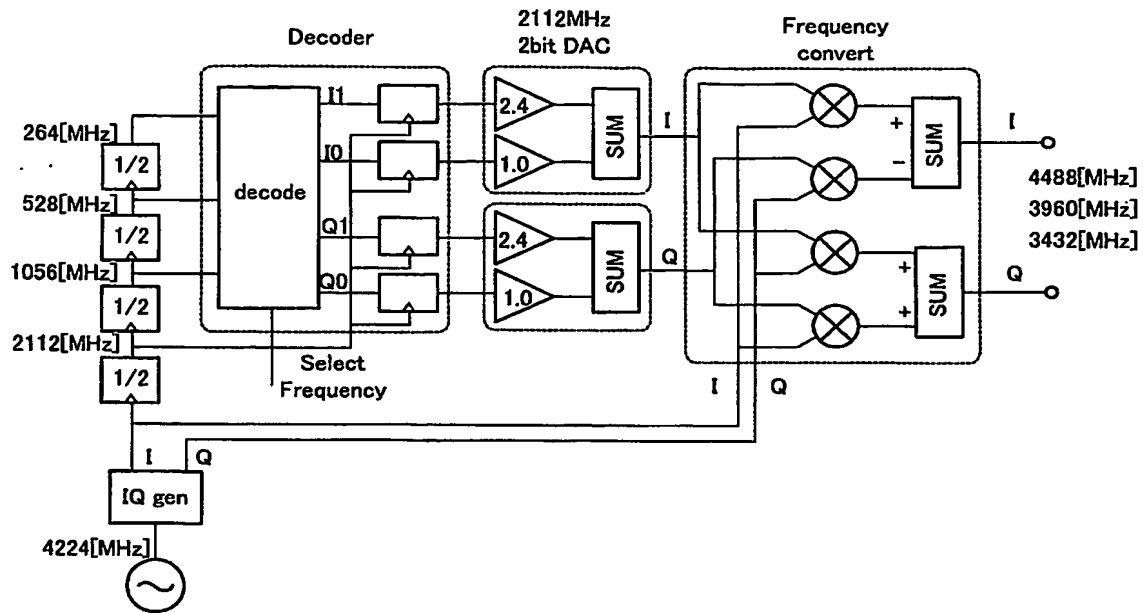 2112MHz
2bit DAC
Decoder
Frequency
convert
I1
I0
Q1
Q0
decode
264[MHz]
1/2
528[MHz]
1/2
1056[MHz]
1/2
2112[MHz]
1/2
Select
Frequency
2.4
1.0
SUM
I
2.4
1.0
SUM
Q
+
-
SUM
I
4488[MHz]
3960[MHz]
3432[MHz]
+
+
SUM
Q
I Q
I Q
IQ gen
4224[MHz]